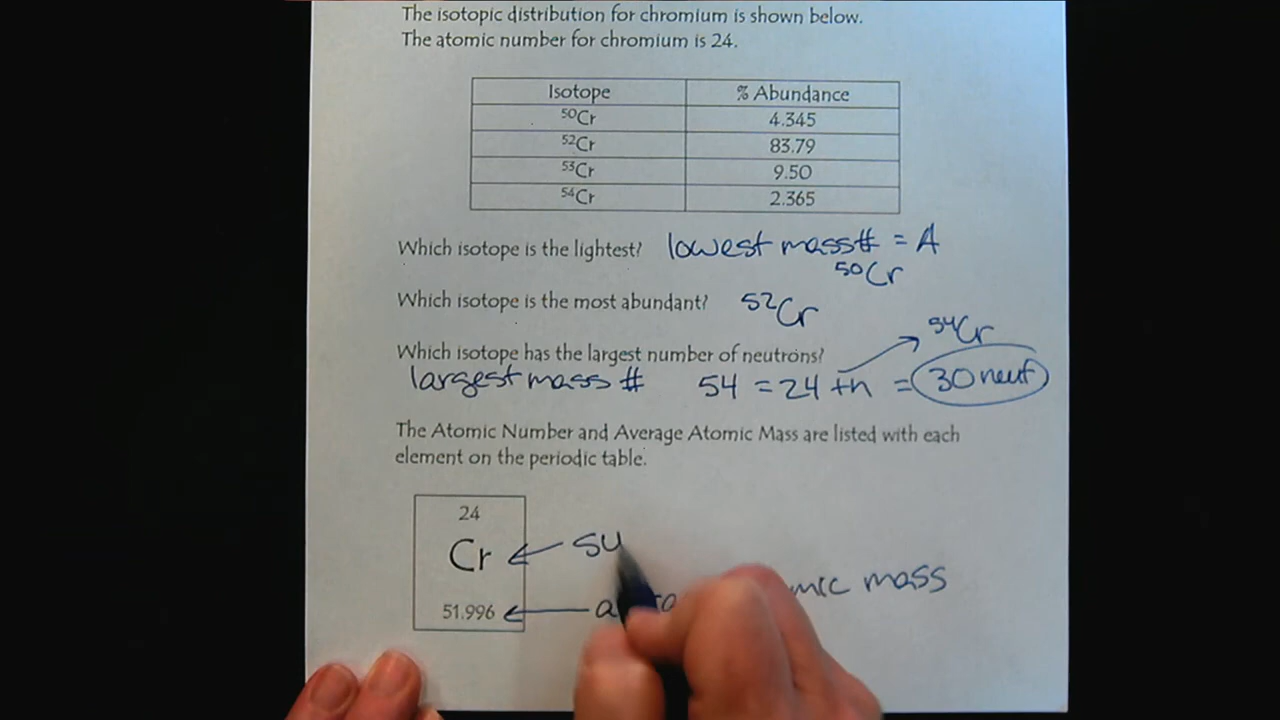 The isotopic distribution for chromium is shown below.
The atomic number for chromium is 24.
Isotope % Abundance
⁵⁰Cr 4.345
⁵²Cr 83.79
⁵³Cr 9.50
⁵⁴Cr 2.365
Which isotope is the lightest? lowest mass# = A
⁵⁰Cr
Which isotope is the most abundant? ⁵²Cr
⁵⁴Cr
Which isotope has the largest number of neutrons?
largest mass # 54 = 24 + n = 30 neut
The Atomic Number and Average Atomic Mass are listed with each
element on the periodic table.
24
Cr
51.996 mass